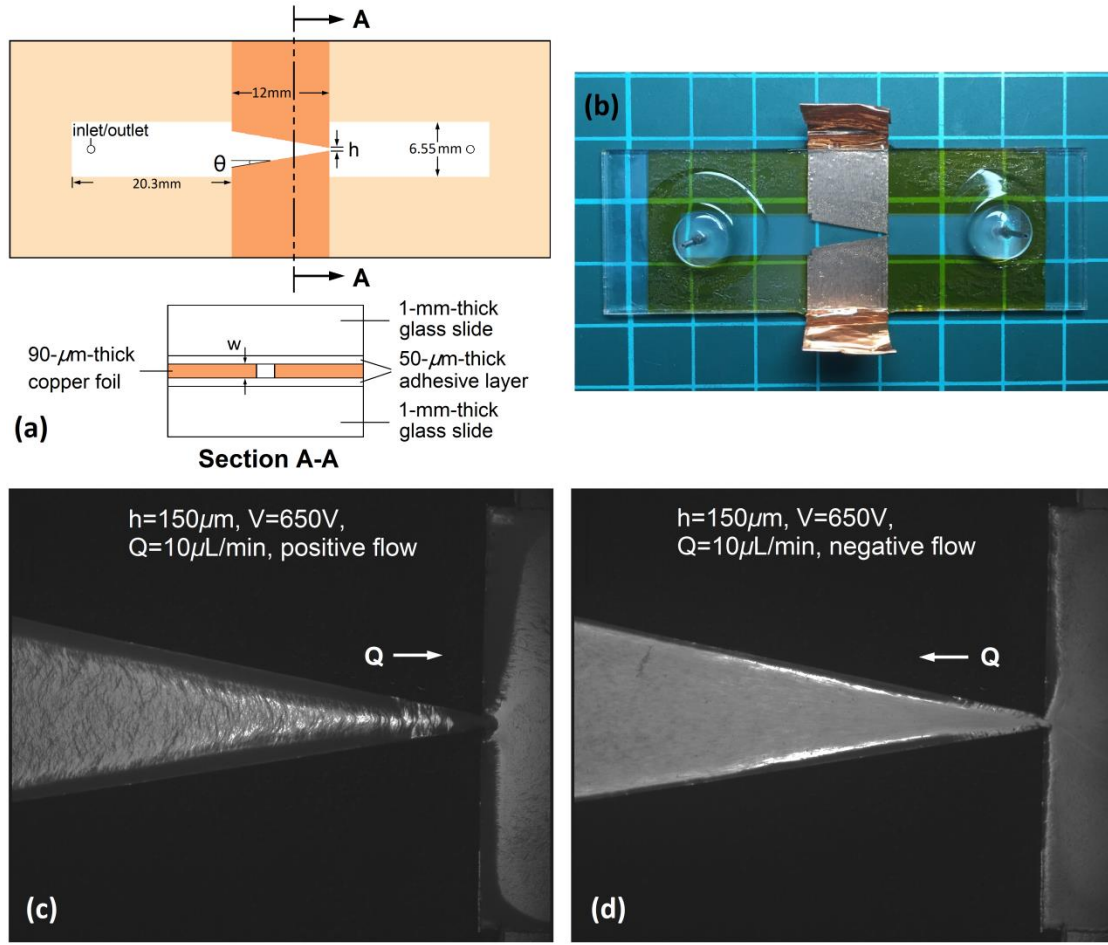 A
12mm
inlet/outlet
θ
h
6.55mm
20.3mm
A
1-mm-thick
glass slide
90-μm-thick
copper foil
w
50-μm-thick
adhesive layer
1-mm-thick
glass slide
(a)
Section A-A
(b)
h=150μm, V=650V,
Q=10μL/min, positive flow
Q
(c)
h=150μm, V=650V,
Q=10μL/min, negative flow
Q
(d)